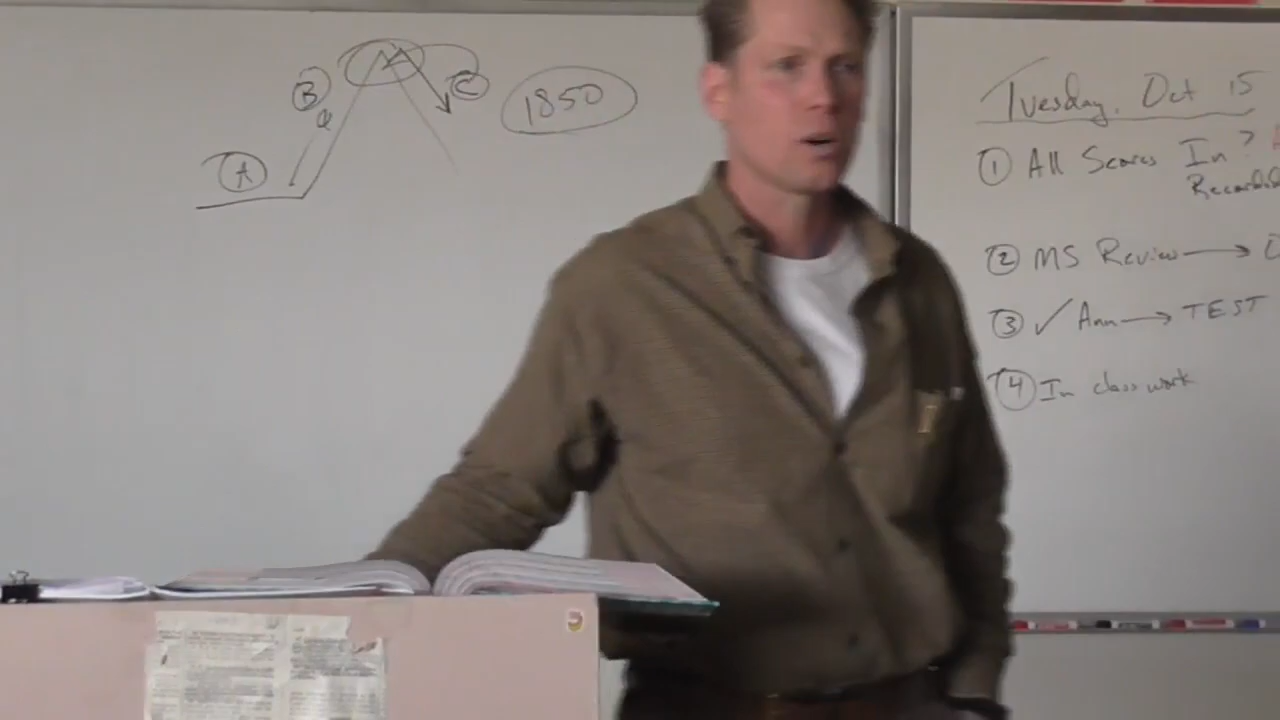 B
a
A
C
1850
Tuesday, Oct 15
① All Scores In?
② MS Review →
③ ✓ Ann → TEST
④ In class work